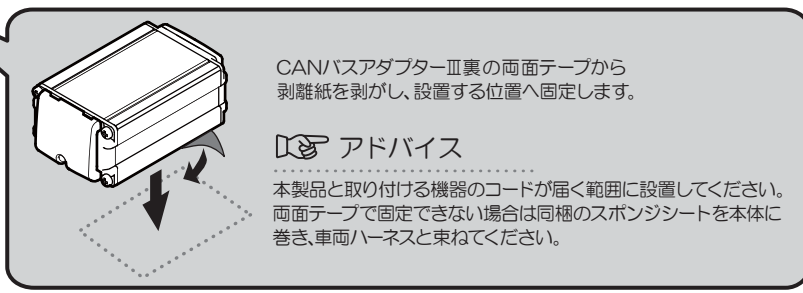 CANバスアダプターⅢ裏の両面テープから
剥離紙を剥がし、設置する位置へ固定します。
アドバイス
本製品と取り付ける機器のコードが届く範囲に設置してください。
両面テープで固定できない場合は同梱のスポンジシートを本体に
巻き、車両ハーネスと束ねてください。